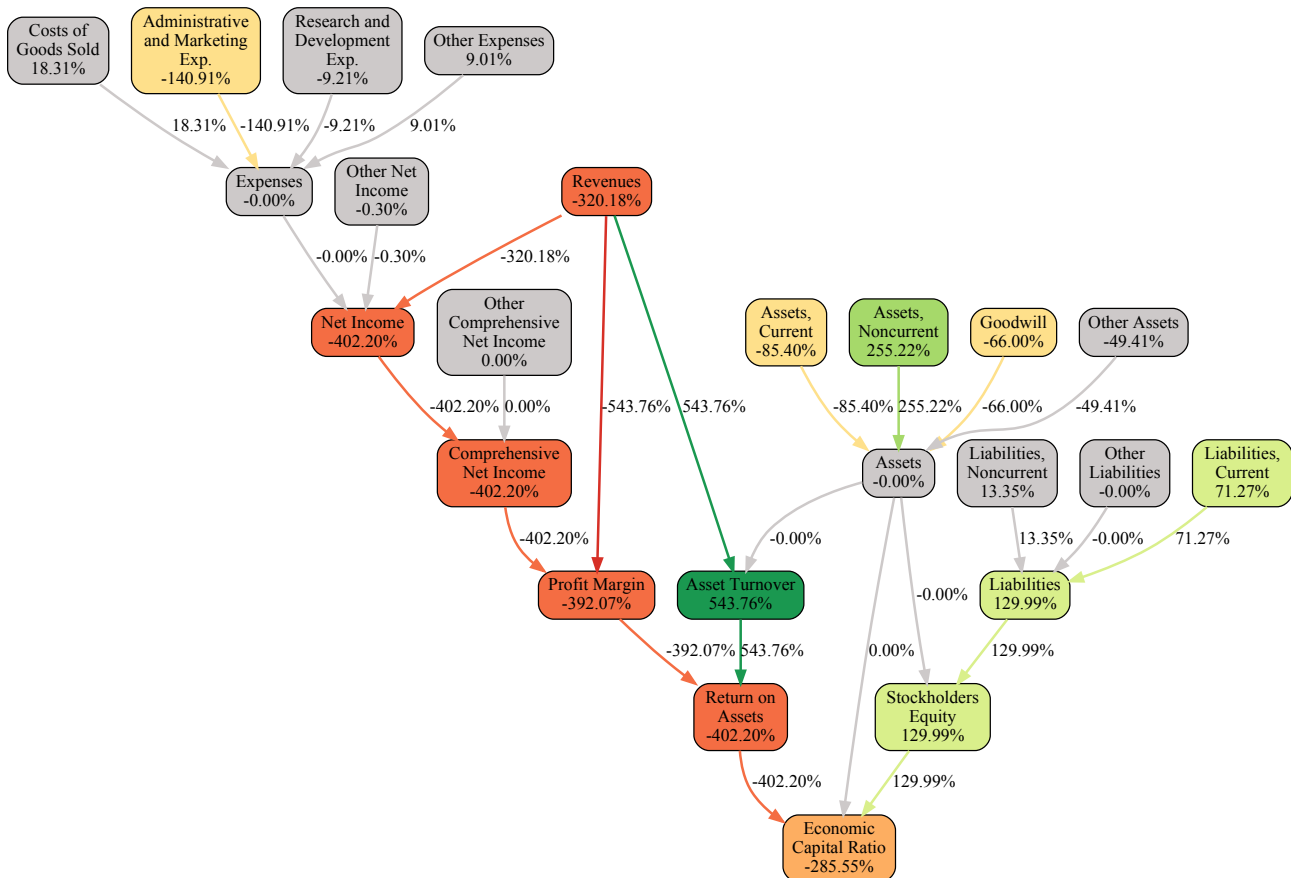 Costs of
Goods Sold
18.31%
Administrative
and Marketing
Exp.
-140.91%
Research and
Development
Exp.
-9.21%
Other Expenses
9.01%
18.31%
-140.91%
-9.21%
9.01%
Expenses
-0.00%
Other Net
Income
-0.30%
Revenues
-320.18%
-0.00%
-0.30%
-320.18%
Net Income
-402.20%
Other
Comprehensive
Net Income
0.00%
Assets,
Current
-85.40%
Assets,
Noncurrent
255.22%
Goodwill
-66.00%
Other Assets
-49.41%
-402.20%
0.00%
-543.76%
543.76%
-85.40%
255.22%
-66.00%
-49.41%
Comprehensive
Net Income
-402.20%
Assets
-0.00%
Liabilities,
Noncurrent
13.35%
Other
Liabilities
-0.00%
Liabilities,
Current
71.27%
-402.20%
-0.00%
13.35%
-0.00%
71.27%
Profit Margin
-392.07%
Asset Turnover
543.76%
-0.00%
Liabilities
129.99%
-392.07%
543.76%
0.00%
129.99%
Return on
Assets
-402.20%
Stockholders
Equity
129.99%
-402.20%
129.99%
Economic
Capital Ratio
-285.55%